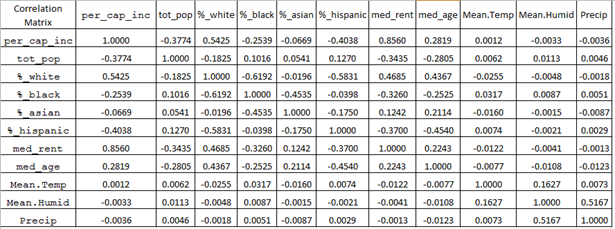 Correlation Matrix per_cap_inc tot_pop %_white %_black %_asian %_hispanic med_rent med_age Mean.Temp Mean.Humid Precip
per_cap_inc 1.0000 -0.3774 0.5425 -0.2539 -0.0669 -0.4038 0.8560 0.2819 0.0012 -0.0033 -0.0036
tot_pop -0.3774 1.0000 -0.1825 0.1016 0.0541 0.1270 -0.3435 -0.2805 0.0062 0.0113 0.0046
%_white 0.5425 -0.1825 1.0000 -0.6192 -0.0196 -0.5831 0.4685 0.4367 -0.0255 -0.0048 -0.0018
%_black -0.2539 0.1016 -0.6192 1.0000 -0.4535 -0.0398 -0.3260 -0.2525 0.0317 0.0087 0.0051
%_asian -0.0669 0.0541 -0.0196 -0.4535 1.0000 -0.1750 0.1242 0.2114 -0.0160 -0.0015 -0.0087
%_hispanic -0.4038 0.1270 -0.5831 -0.0398 -0.1750 1.0000 -0.3700 -0.4540 0.0074 -0.0021 0.0029
med_rent 0.8560 -0.3435 0.4685 -0.3260 0.1242 -0.3700 1.0000 0.2243 -0.0122 -0.0041 -0.0013
med_age 0.2819 -0.2805 0.4367 -0.2525 0.2114 -0.4540 0.2243 1.0000 -0.0077 -0.0108 -0.0123
Mean.Temp 0.0012 0.0062 -0.0255 0.0317 -0.0160 0.0074 -0.0122 -0.0077 1.0000 0.1627 0.0073
Mean.Humid -0.0033 0.0113 -0.0048 0.0087 -0.0015 -0.0021 -0.0041 -0.0108 0.1627 1.0000 0.5167
Precip -0.0036 0.0046 -0.0018 0.0051 -0.0087 0.0029 -0.0013 -0.0123 0.0073 0.5167 1.0000